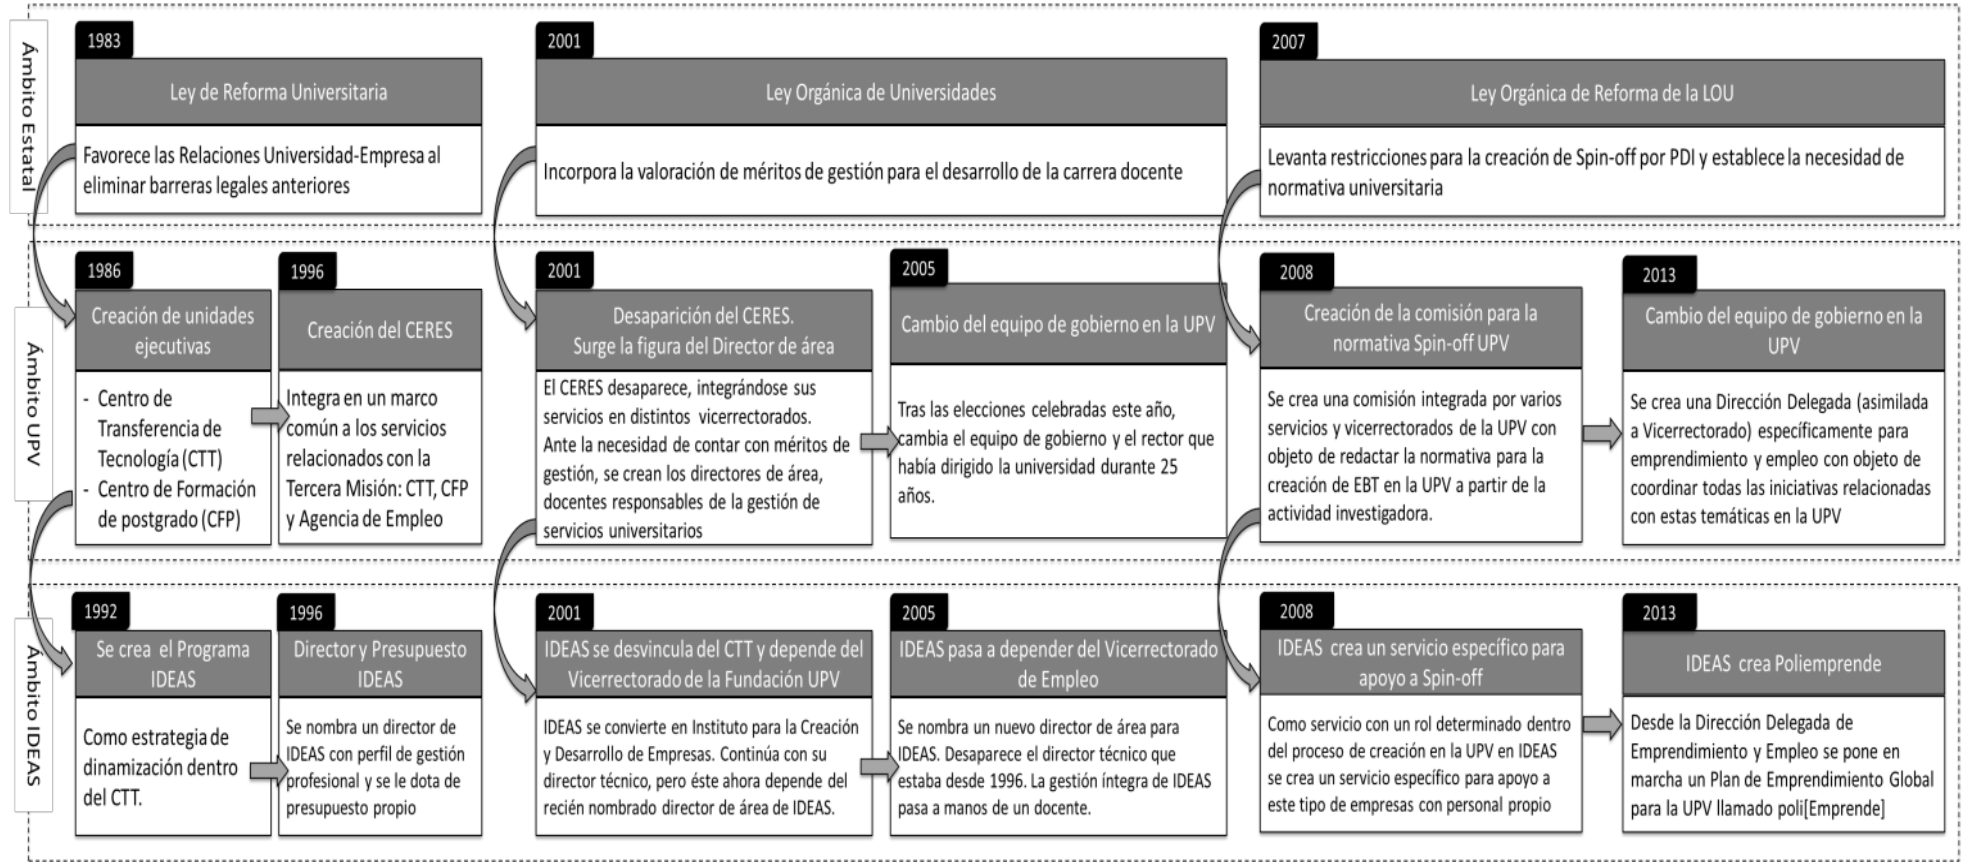 Ámbito Estatal
1983
Ley de Reforma Universitaria
Favorece las Relaciones Universidad-Empresa al
eliminar barreras legales anteriores
2001
Ley Orgánica de Universidades
Incorpora la valoración de méritos de gestión para el desarrollo de la carrera docente
2007
Ley Orgánica de Reforma de la LOU
Levanta restricciones para la creación de Spin-off por PDI y establece la necesidad de
normativa universitaria
Ámbito UPV
1986
Creación de unidades
ejecutivas
- Centro de
Transferencia de
Tecnología (CTT)
- Centro de Formación
de postgrado (CFP)
1996
Creación del CERES
Integra en un marco
común a los servicios
relacionados con la
Tercera Misión: CTT, CFP
y Agencia de Empleo
2001
Desaparición del CERES.
Surge la figura del Director de área
El CERES desaparece, integrándose sus
servicios en distintos vicerrectorados.
Ante la necesidad de contar con méritos de
gestión, se crean los directores de área,
docentes responsables de la gestión de
servicios universitarios
2005
Cambio del equipo de gobierno en la UPV
Tras las elecciones celebradas este año,
cambia el equipo de gobierno y el rector que
había dirigido la universidad durante 25
años.
2008
Creación de la comisión para la
normativa Spin-off UPV
Se crea una comisión integrada por varios
servicios y vicerrectorados de la UPV con
objeto de redactar la normativa para la
creación de EBT en la UPV a partir de la
actividad investigadora.
2013
Cambio del equipo de gobierno en la
UPV
Se crea una Dirección Delegada (asimilada
a Vicerrectorado) específicamente para
emprendimiento y empleo con objeto de
coordinar todas las iniciativas relacionadas
con estas temáticas en la UPV
Ámbito IDEAS
1992
Se crea el Programa
IDEAS
Como estrategia de
dinamización dentro
del CTT.
1996
Director y Presupuesto
IDEAS
Se nombra un director de
IDEAS con perfil de gestión
profesional y se le dota de
presupuesto propio
2001
IDEAS se desvincula del CTT y depende del
Vicerrectorado de la Fundación UPV
IDEAS se convierte en Instituto para la Creación
y Desarrollo de Empresas. Continúa con su
director técnico, pero éste ahora depende del
recién nombrado director de área de IDEAS.
2005
IDEAS pasa a depender del Vicerrectorado
de Empleo
Se nombra un nuevo director de área para
IDEAS. Desaparece el director técnico que
estaba desde 1996. La gestión íntegra de IDEAS
pasa a manos de un docente.
2008
IDEAS crea un servicio específico para
apoyo a Spin-off
Como servicio con un rol determinado dentro
del proceso de creación en la UPV en IDEAS
se crea un servicio específico para apoyo a
este tipo de empresas con personal propio
2013
IDEAS crea Poliemprende
Desde la Dirección Delegada de
Emprendimiento y Empleo se pone en
marcha un Plan de Emprendimiento Global
para la UPV llamado poli[Emprende]